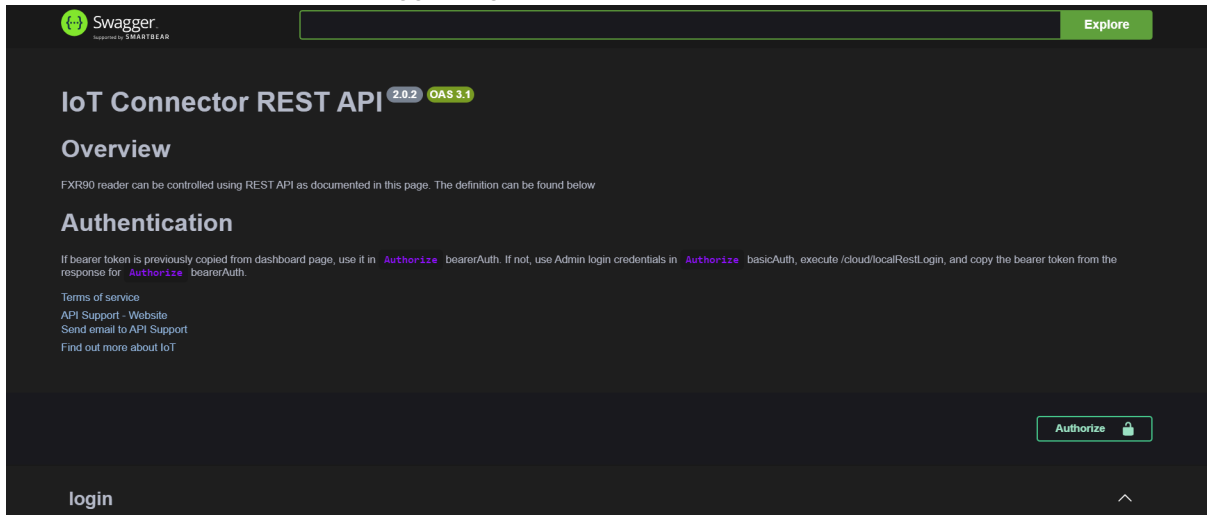 Swagger.
Supported by SMARTBEAR
Explore
IoT Connector REST API 2.0.2 OAS 3.1
Overview
FXR90 reader can be controlled using REST API as documented in this page. The definition can be found below
Authentication
If bearer token is previously copied from dashboard page, use it in Authorize bearerAuth. If not, use Admin login credentials in Authorize basicAuth, execute /cloud/localRestLogin, and copy the bearer token from the
response for Authorize bearerAuth.
Terms of service
API Support - Website
Send email to API Support
Find out more about IoT
Authorize
login